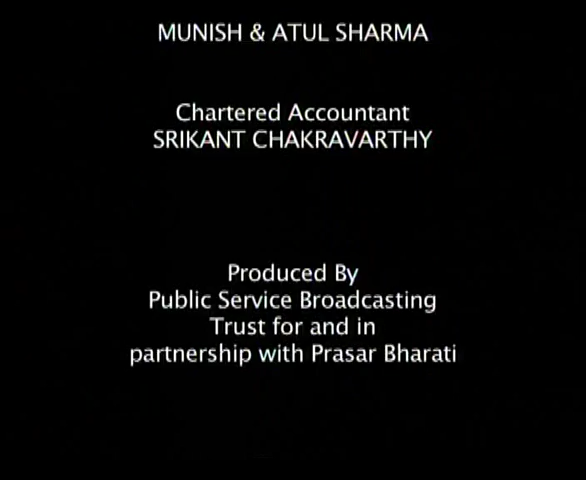 MUNISH & ATUL SHARMA
Chartered Accountant
SRIKANT CHAKRAVARTHY
Produced By
Public Service Broadcasting
Trust for and in
partnership with Prasar Bharati